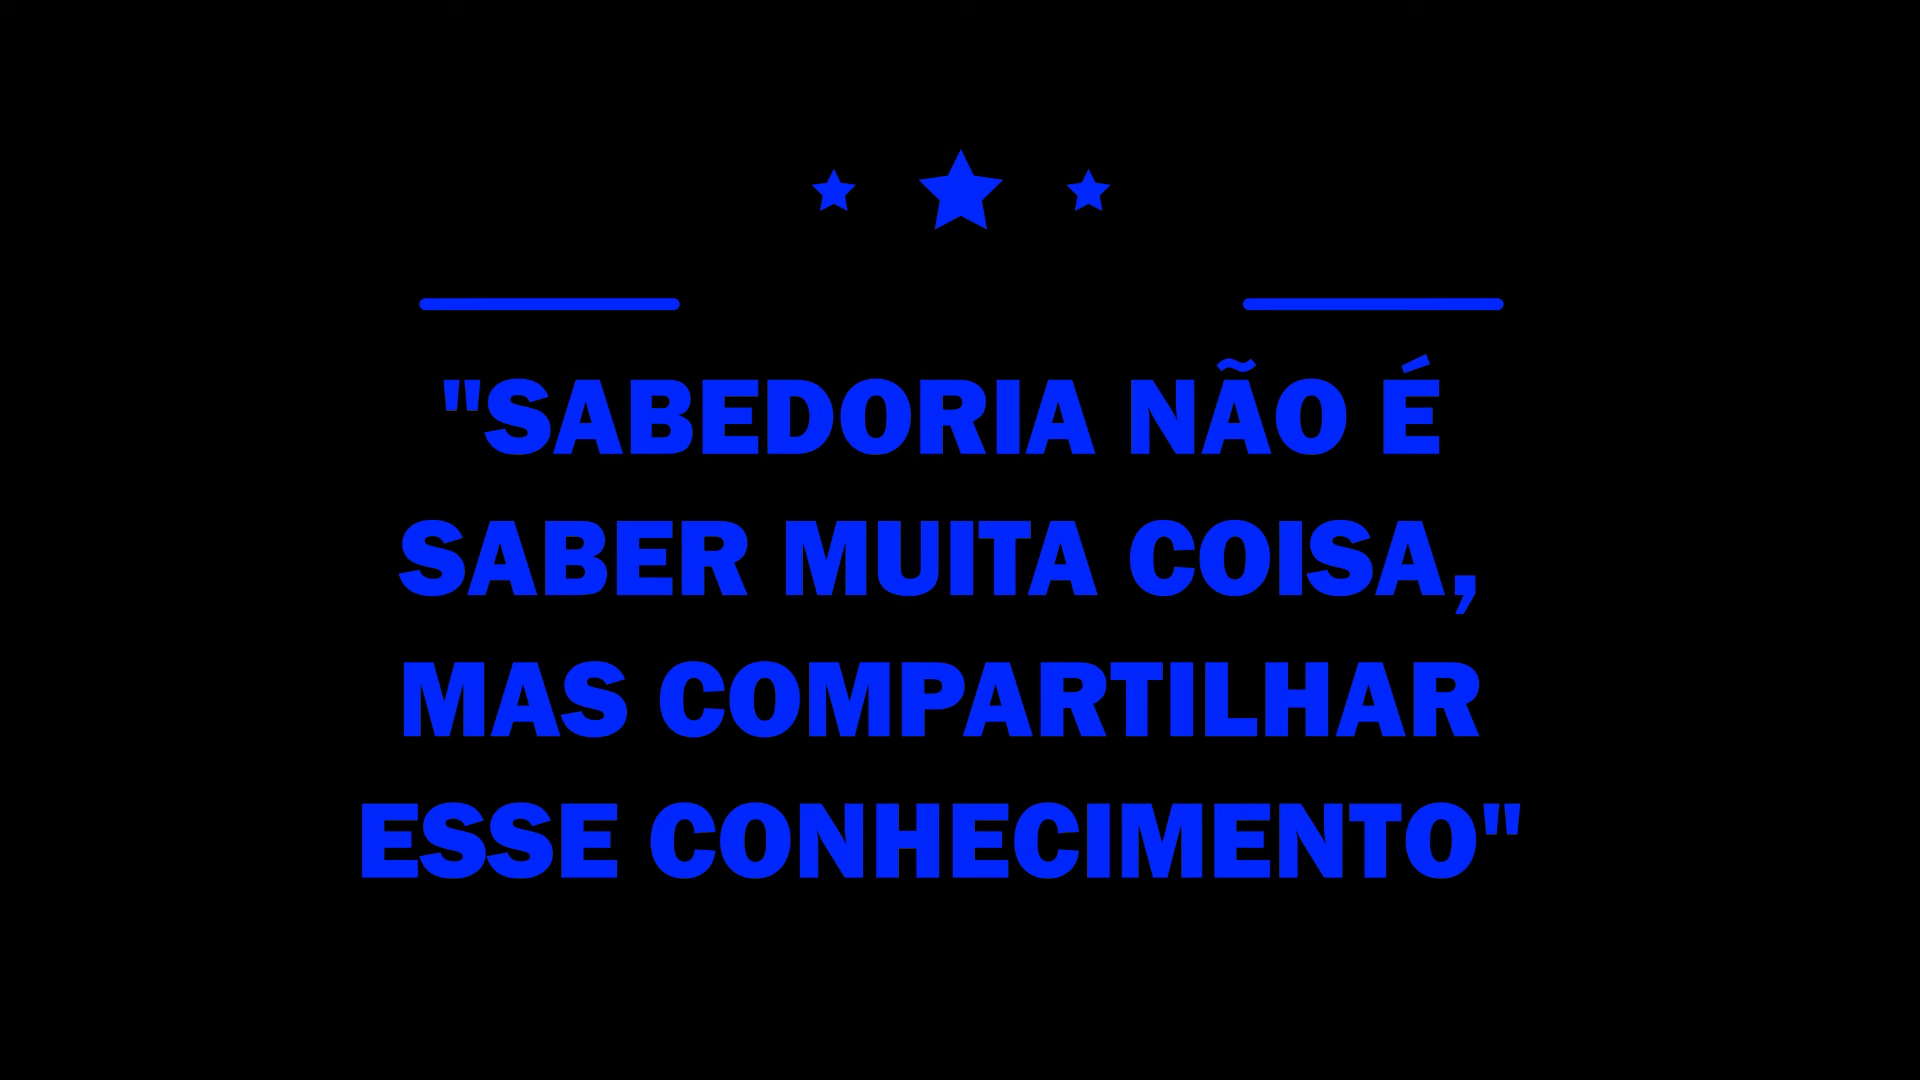 "SABEDORIA NÃO É
SABER MUITA COISA,
MAS COMPARTILHAR
ESSE CONHECIMENTO"